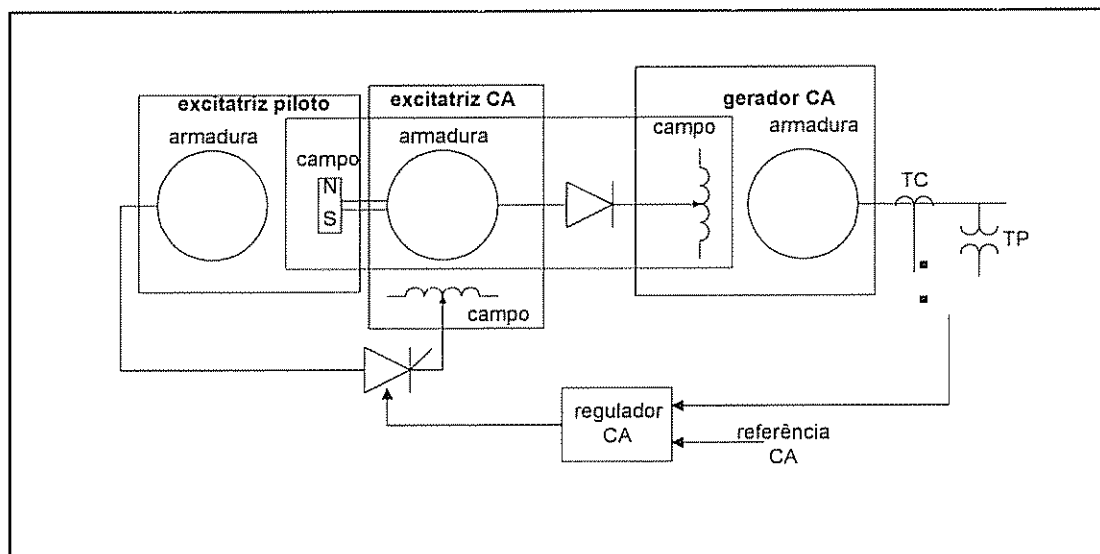 excitatriz piloto
excitatriz CA
gerador CA
armadura
campo
N
S
armadura
campo
campo
armadura
TC
TP
regulador
CA
referência
CA